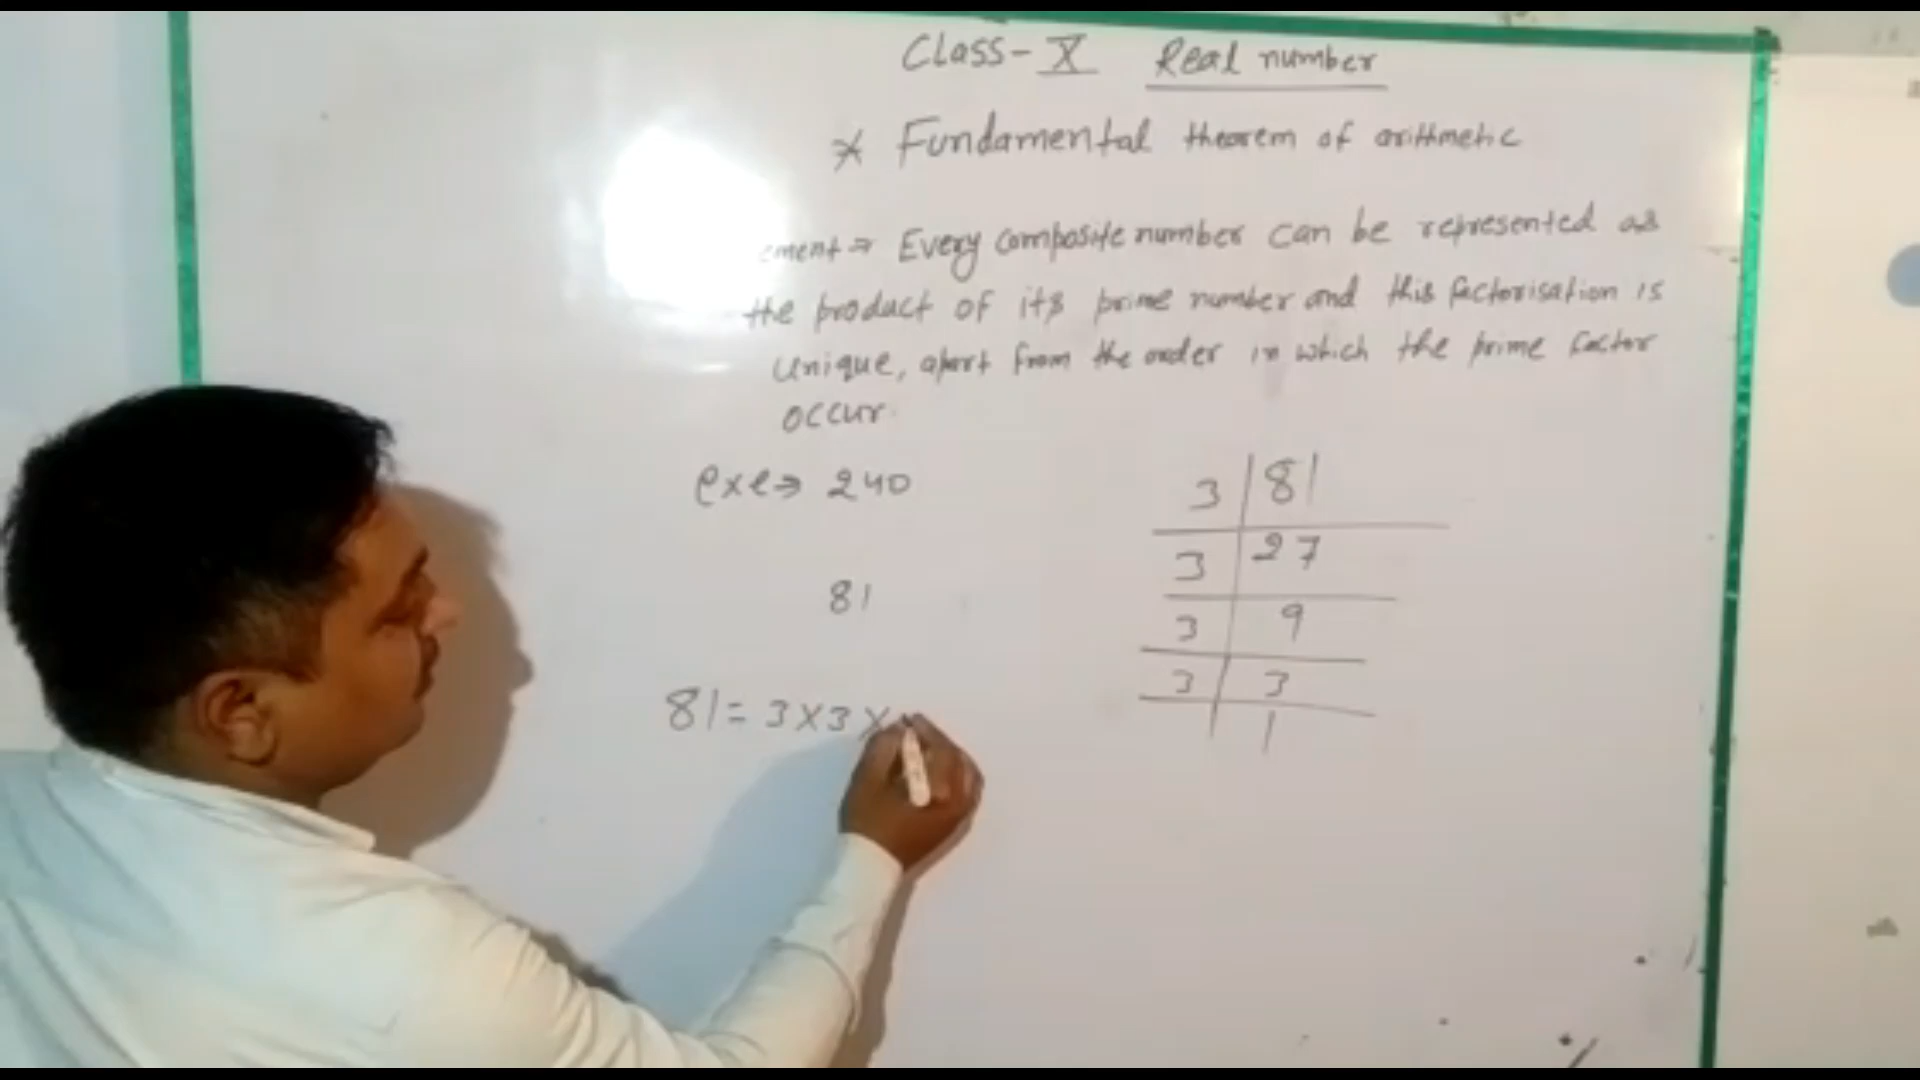 Class-X Real number
* Fundamental theorem of arithmetic
ement ⇒ Every composite number can be represented as
the product of its prime number and this factorisation is
unique, apart from the order in which the prime factor
occur.
exe⇒ 240
81
81 = 3×3×
3 | 81
3 | 27
3 | 9
3 | 3
1